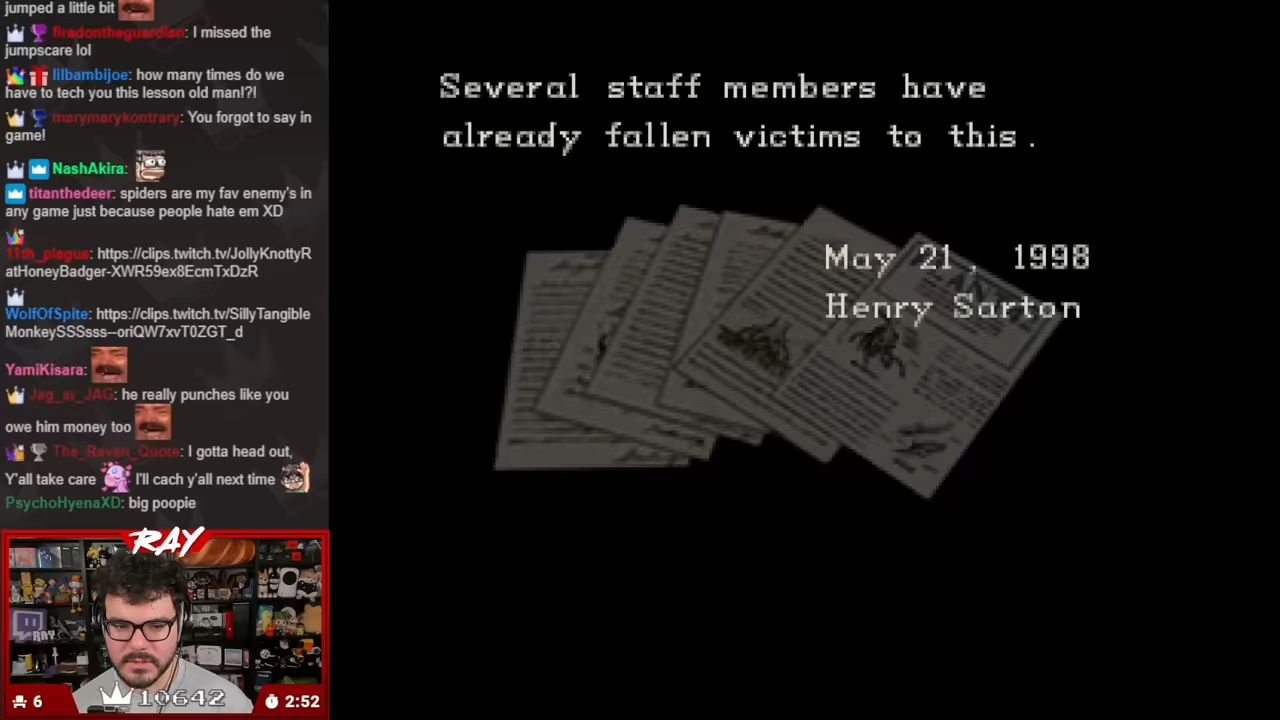 jumped a little bit
firadontheguardian: I missed the
jumpscare lol
lilbambijoe: how many times do we
have to tech you this lesson old man!?!
marymarykontrary: You forgot to say in
game!
NashAkira:
titanthedeer: spiders are my fav enemy's in
any game just because people hate em XD
11th_plague: https://clips.twitch.tv/JollyKnottyR
atHoneyBadger-XWR59ex8EcmTxDzR
WolfOfSpite: https://clips.twitch.tv/SillyTangible
MonkeySSSsss--oriQW7xvT0ZGT_d
YamiKisara:
Jag_ar_JAG: he really punches like you
owe him money too
The_Raven_Quote: I gotta head out,
Y'all take care I'll cach y'all next time
PsychoHyenaXD: big poopie
RAY
RAY
6
10642
2:52
Several staff members have
already fallen victims to this.
May 21, 1998
Henry Sarton